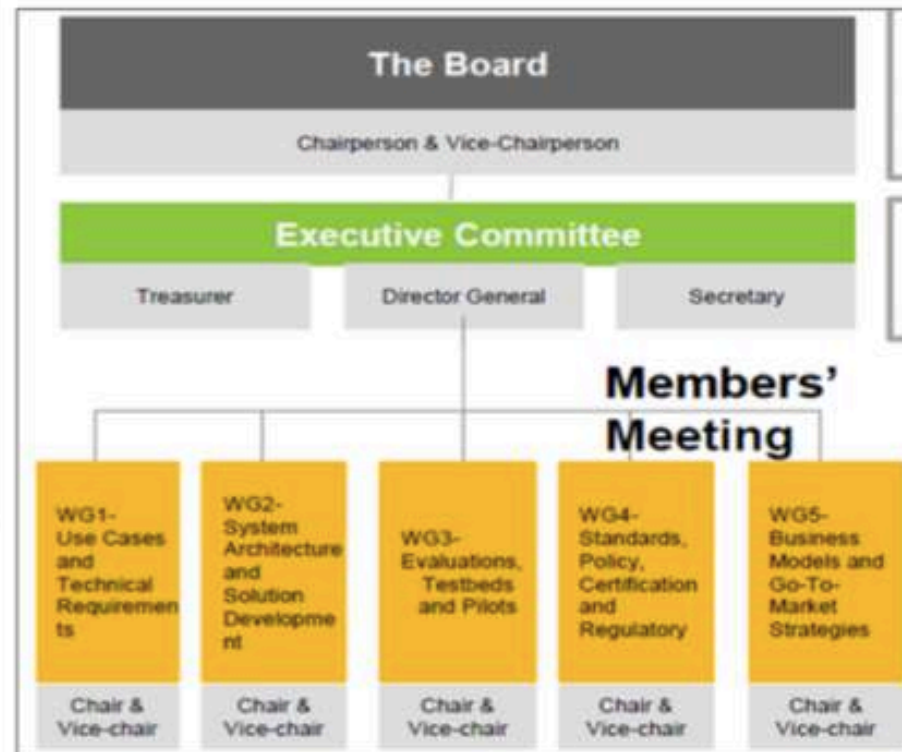 The Board
Chairperson & Vice-Chairperson
Executive Committee
Treasurer
Director General
Secretary
Members'
Meeting
WG1-
Use Cases
and
Technical
Requiremen
ts
WG2-
System
Architecture
and
Solution
Developme
nt
WG3-
Evaluations,
Testbeds
and Pilots
WG4-
Standards,
Policy,
Certification
and
Regulatory
WG5-
Business
Models and
Go-To-
Market
Strategies
Chair &
Vice-chair
Chair &
Vice-chair
Chair &
Vice-chair
Chair &
Vice-chair
Chair &
Vice-chair